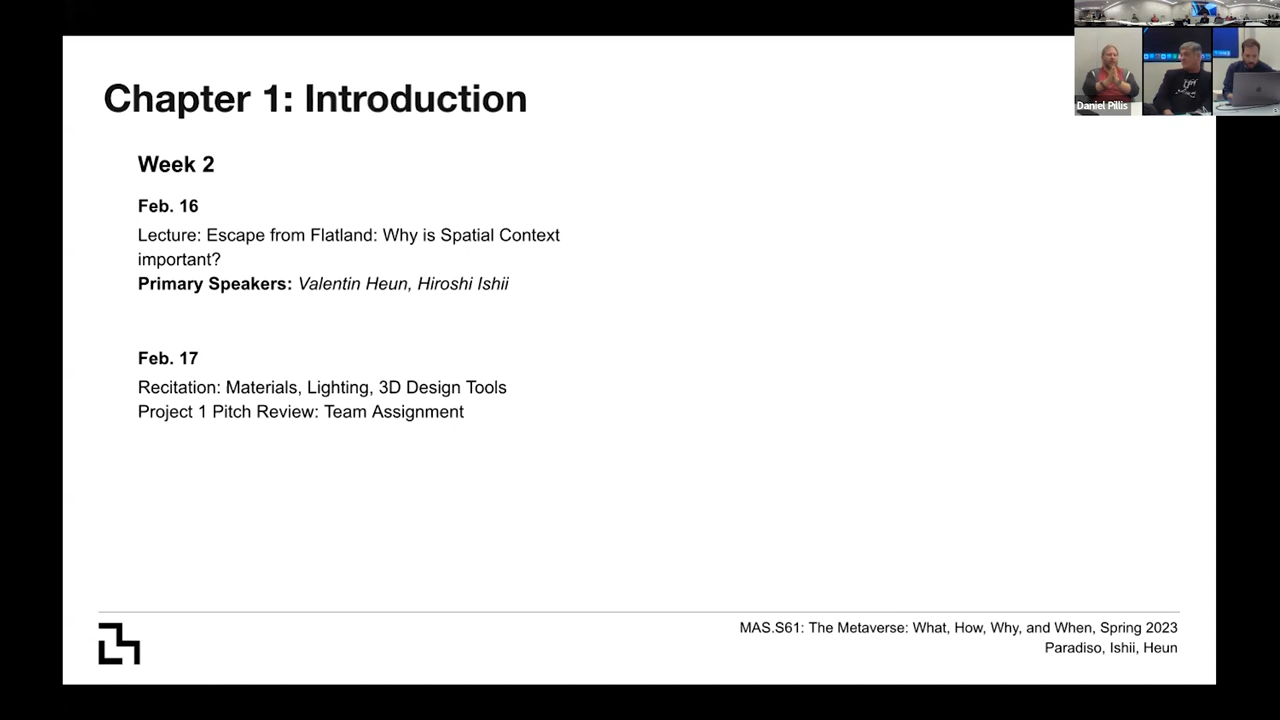 Chapter 1: Introduction
Week 2
Feb. 16
Lecture: Escape from Flatland: Why is Spatial Context
important?
Primary Speakers: Valentin Heun, Hiroshi Ishii
Feb. 17
Recitation: Materials, Lighting, 3D Design Tools
Project 1 Pitch Review: Team Assignment
MAS.S61: The Metaverse: What, How, Why, and When, Spring 2023
Paradiso, Ishii, Heun
Daniel Pillis